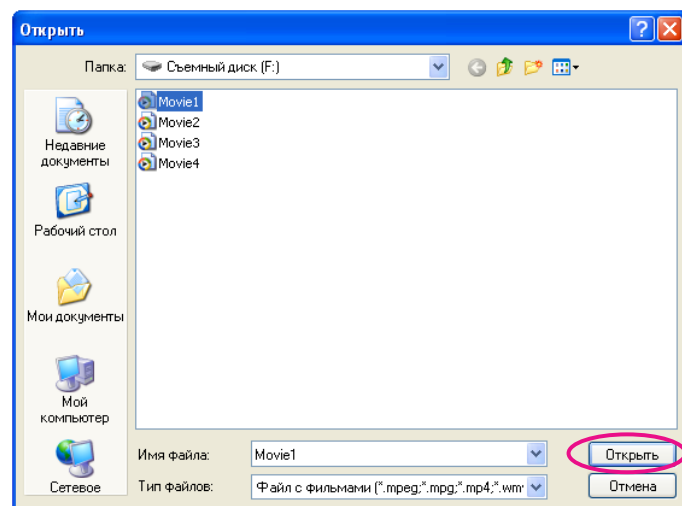 Открыть
Папка: Съемный диск (F:)
Movie1
Movie2
Movie3
Movie4
Недавние
документы
Рабочий стол
Мои документы
Мой
компьютер
Сетевое
Имя файла: Movie1 Открыть
Тип файлов: Файл с фильмами (*.mpeg;*.mpg;*.mp4;*.wm Отмена